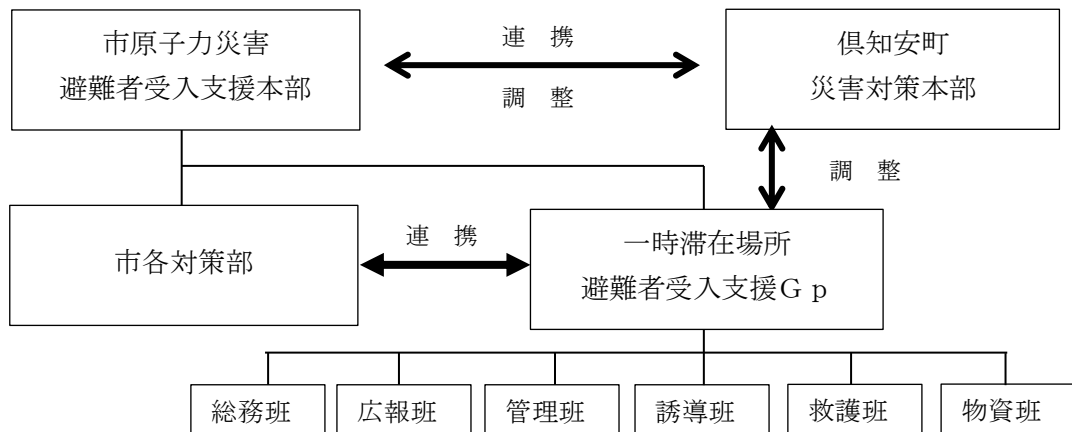 市原子力災害
避難者受入支援本部
連 携
調 整
倶知安町
災害対策本部
調 整
市各対策部
連 携
一時滞在場所
避難者受入支援Gp
総務班
広報班
管理班
誘導班
救護班
物資班